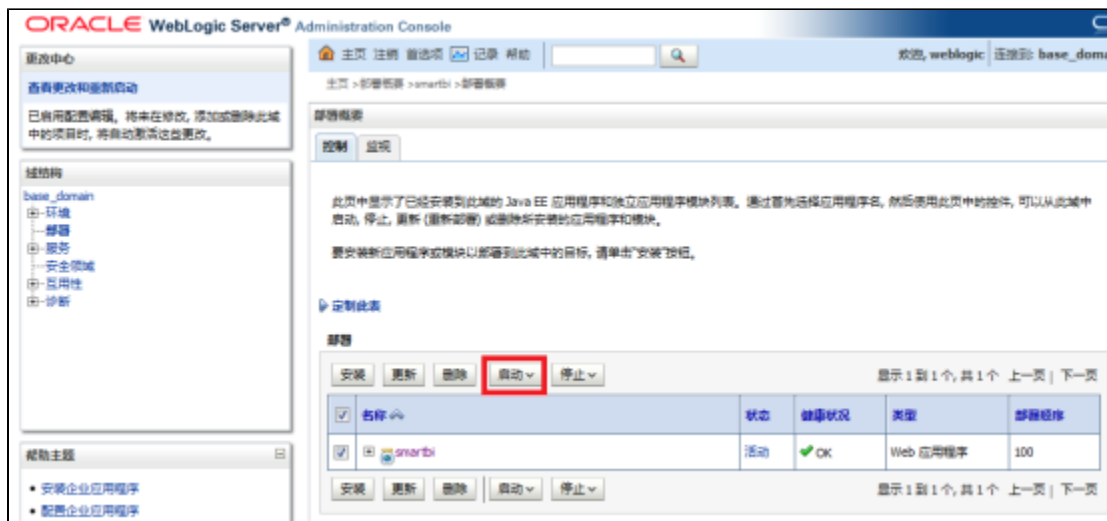 ORACLE WebLogic Server® Administration Console
更改中心
查看更改和重新启动
已启用配置编辑。将来在修改, 添加或删除此域
中的项目时, 将自动激活这些更改。
域结构
base_domain
环境
部署
服务
安全领域
互用性
诊断
帮助主题
安装企业应用程序
配置企业应用程序
主页 注销 首选项 记录 帮助
欢迎, weblogic 连接到: base_doma
主页 >部署概要 >smartbi >部署概要
部署概要
控制 监视
此页中显示了已经安装到此域的 Java EE 应用程序和独立应用程序模块列表。通过首先选择应用程序名, 然后使用此页中的控件, 可以从此域中
启动, 停止, 更新 (重新部署) 或删除所安装的应用程序和模块。
要安装新应用程序或模块以部署到此域中的目标, 请单击"安装"按钮。
定制此表
部署
安装 更新 删除 启动 停止 显示 1 到 1 个, 共 1 个 上一页 | 下一页
名称 状态 健康状况 类型 部署顺序
smartbi 活动 OK Web 应用程序 100
安装 更新 删除 启动 停止 显示 1 到 1 个, 共 1 个 上一页 | 下一页